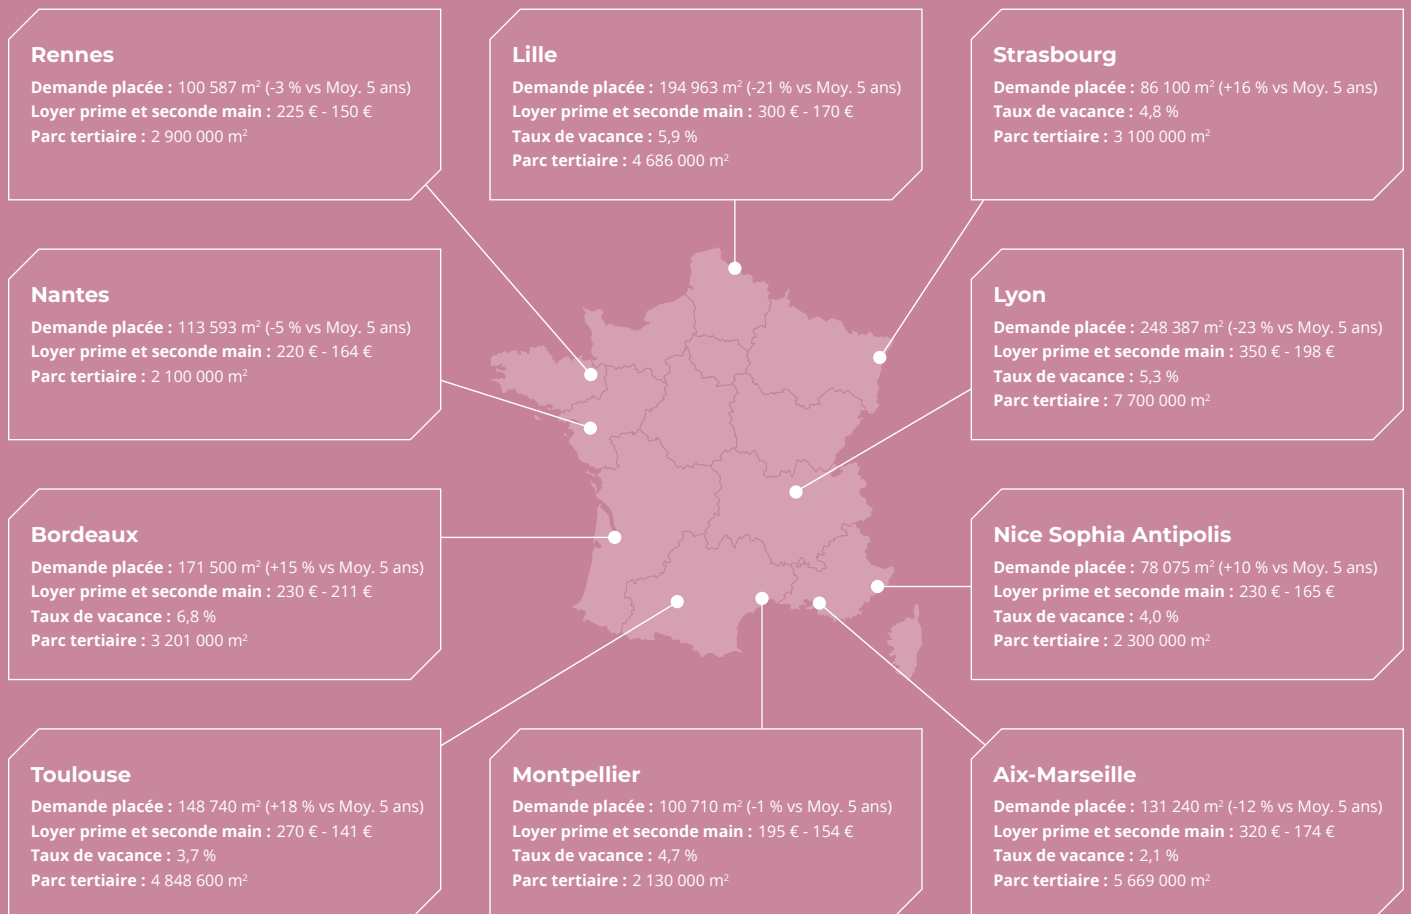 Rennes
Demande placée : 100 587 m² (-3 % vs Moy. 5 ans)
Loyer prime et seconde main : 225 € - 150 €
Parc tertiaire : 2 900 000 m²
Lille
Demande placée : 194 963 m² (-21 % vs Moy. 5 ans)
Loyer prime et seconde main : 300 € - 170 €
Taux de vacance : 5,9 %
Parc tertiaire : 4 686 000 m²
Strasbourg
Demande placée : 86 100 m² (+16 % vs Moy. 5 ans)
Taux de vacance : 4,8 %
Parc tertiaire : 3 100 000 m²
Nantes
Demande placée : 113 593 m² (-5 % vs Moy. 5 ans)
Loyer prime et seconde main : 220 € - 164 €
Parc tertiaire : 2 100 000 m²
Lyon
Demande placée : 248 387 m² (-23 % vs Moy. 5 ans)
Loyer prime et seconde main : 350 € - 198 €
Taux de vacance : 5,3 %
Parc tertiaire : 7 700 000 m²
Bordeaux
Demande placée : 171 500 m² (+15 % vs Moy. 5 ans)
Loyer prime et seconde main : 230 € - 211 €
Taux de vacance : 6,8 %
Parc tertiaire : 3 201 000 m²
Nice Sophia Antipolis
Demande placée : 78 075 m² (+10 % vs Moy. 5 ans)
Loyer prime et seconde main : 230 € - 165 €
Taux de vacance : 4,0 %
Parc tertiaire : 2 300 000 m²
Toulouse
Demande placée : 148 740 m² (+18 % vs Moy. 5 ans)
Loyer prime et seconde main : 270 € - 141 €
Taux de vacance : 3,7 %
Parc tertiaire : 4 848 600 m²
Montpellier
Demande placée : 100 710 m² (-1 % vs Moy. 5 ans)
Loyer prime et seconde main : 195 € - 154 €
Taux de vacance : 4,7 %
Parc tertiaire : 2 130 000 m²
Aix-Marseille
Demande placée : 131 240 m² (-12 % vs Moy. 5 ans)
Loyer prime et seconde main : 320 € - 174 €
Taux de vacance : 2,1 %
Parc tertiaire : 5 669 000 m²